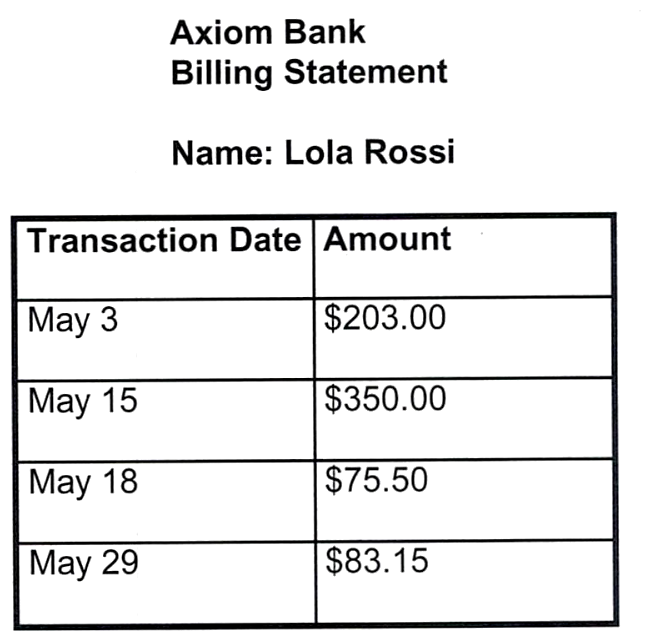 Axiom Bank
Billing Statement
Name: Lola Rossi
Transaction Date Amount
May 3 $203.00
May 15 $350.00
May 18 $75.50
May 29 $83.15